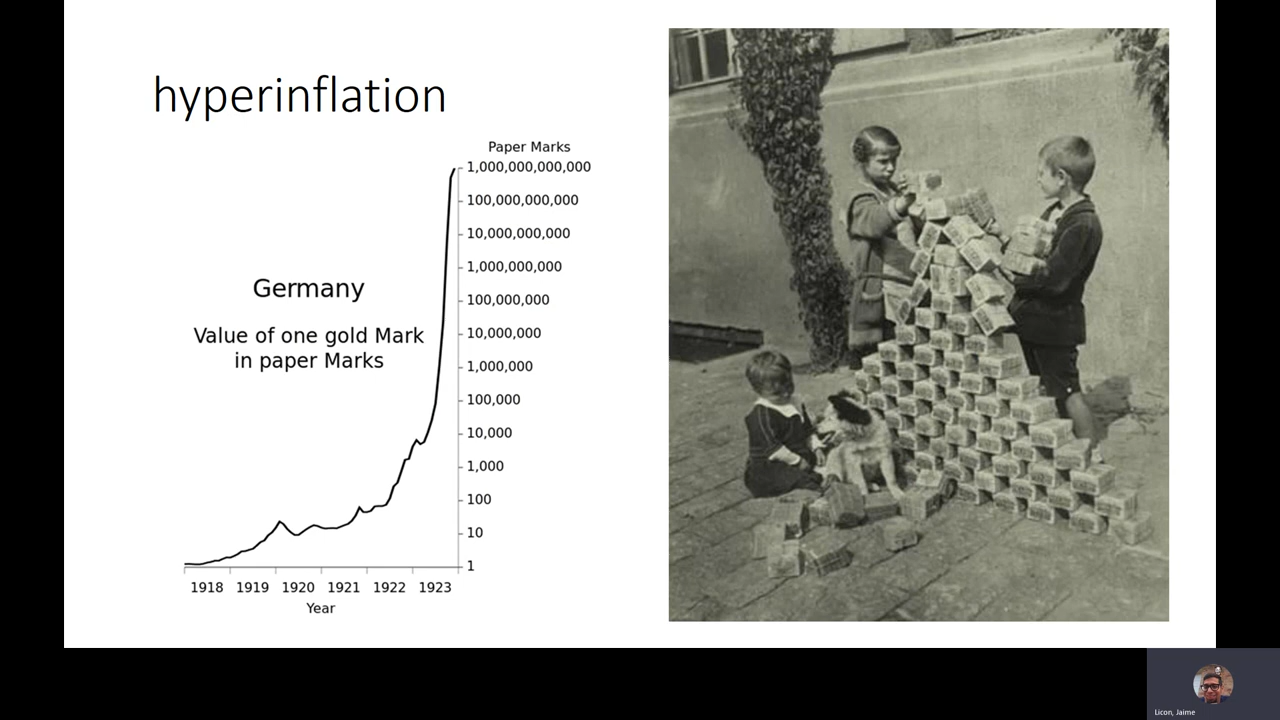 hyperinflation
Paper Marks
1,000,000,000,000
100,000,000,000
10,000,000,000
1,000,000,000
100,000,000
10,000,000
1,000,000
100,000
10,000
1,000
100
10
1
Germany
Value of one gold Mark
in paper Marks
1918 1919 1920 1921 1922 1923
Year
Licon, Jaime